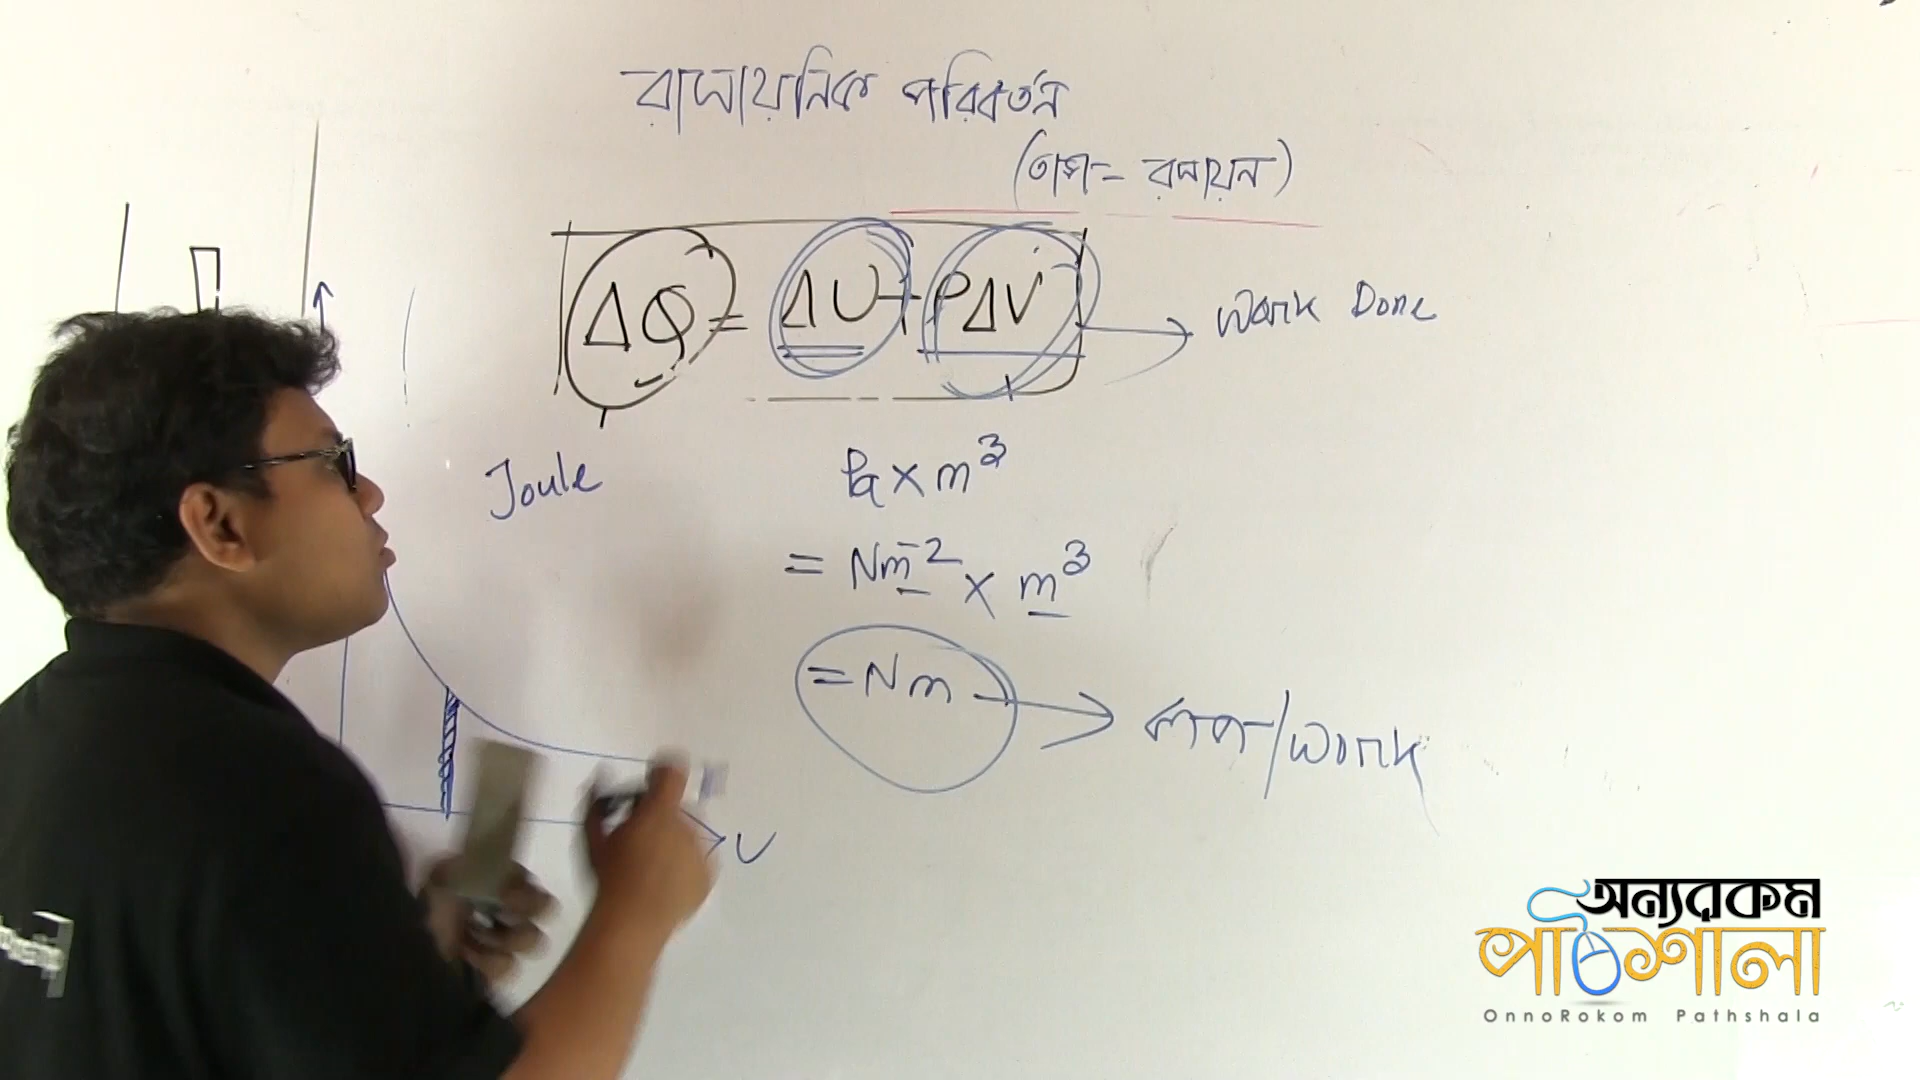 রাসায়নিক পরিবর্তন
(তাপ- রসায়ন)
ΔQ = ΔU + PΔV → Work Done
Joule
Pa × m³
= Nm⁻² × m³
= Nm → কাজ/Work
V
অন্যরকম
পাঠশালা
OnnoRokom Pathshala